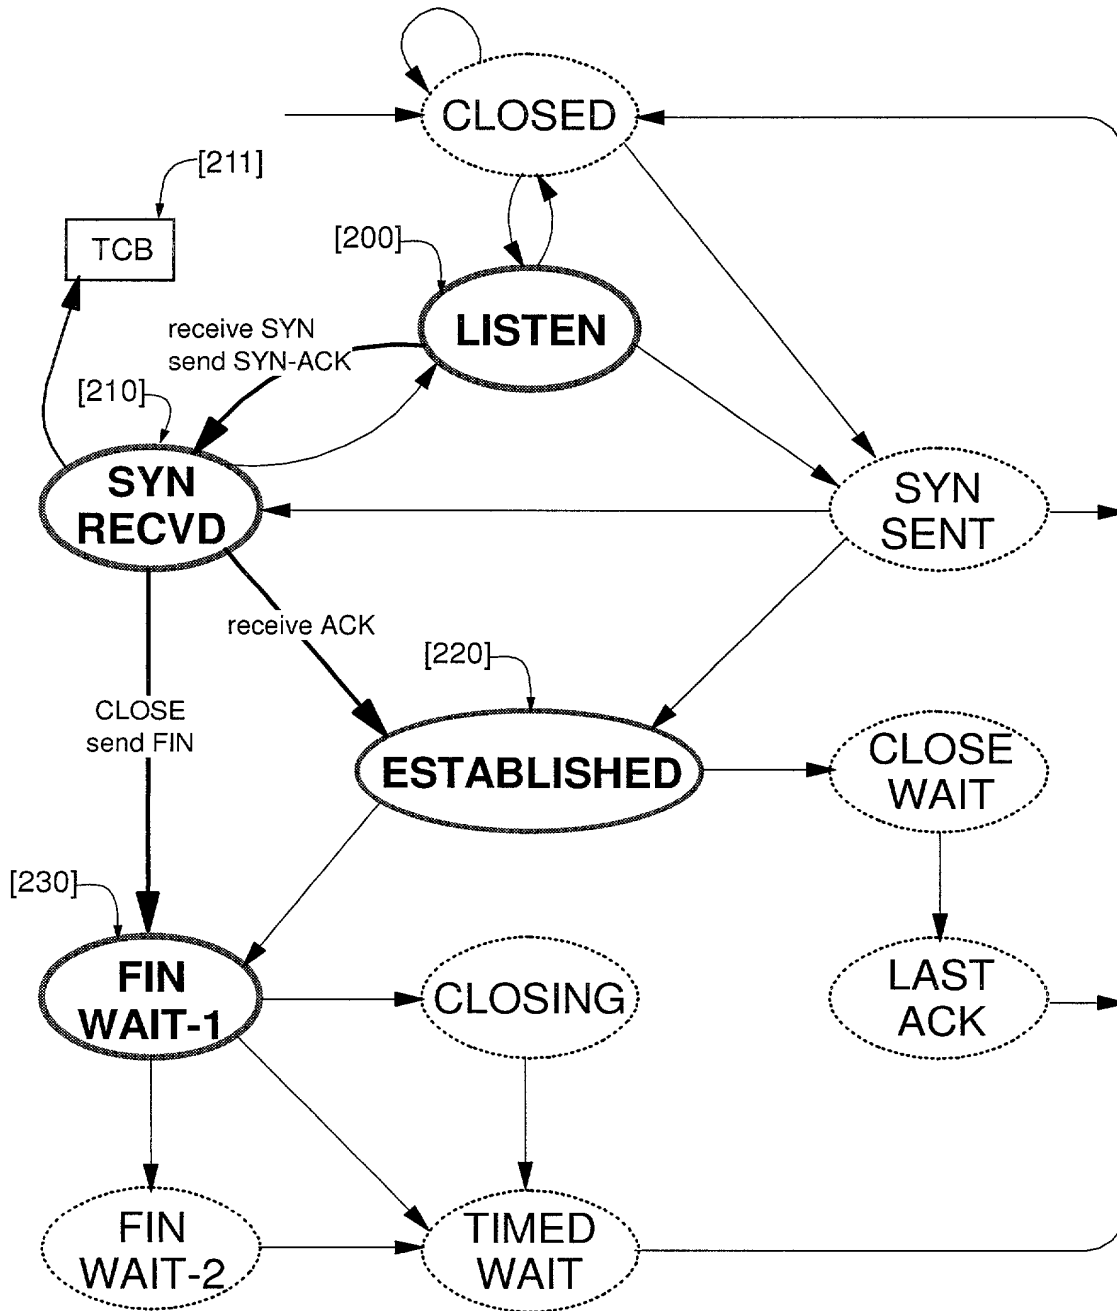 CLOSED
[211]
TCB
[200]
LISTEN
receive SYN
send SYN-ACK
[210]
SYN
RECVD
SYN
SENT
receive ACK
[220]
CLOSE
send FIN
ESTABLISHED
CLOSE
WAIT
[230]
FIN
WAIT-1
CLOSING
LAST
ACK
FIN
WAIT-2
TIMED
WAIT